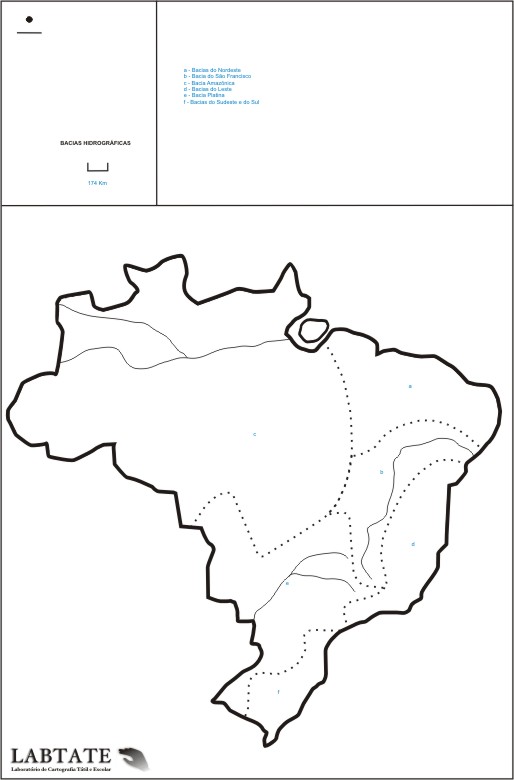 a - Bacias do Nordeste
b - Bacia do São Francisco
c - Bacia Amazônica
d - Bacias do Leste
e - Bacia Platina
f - Bacias do Sudeste e do Sul
BACIAS HIDROGRÁFICAS
174 Km
a
c
b
d
e
f
LABTATE
Laboratório de Cartografia Tátil e Escolar